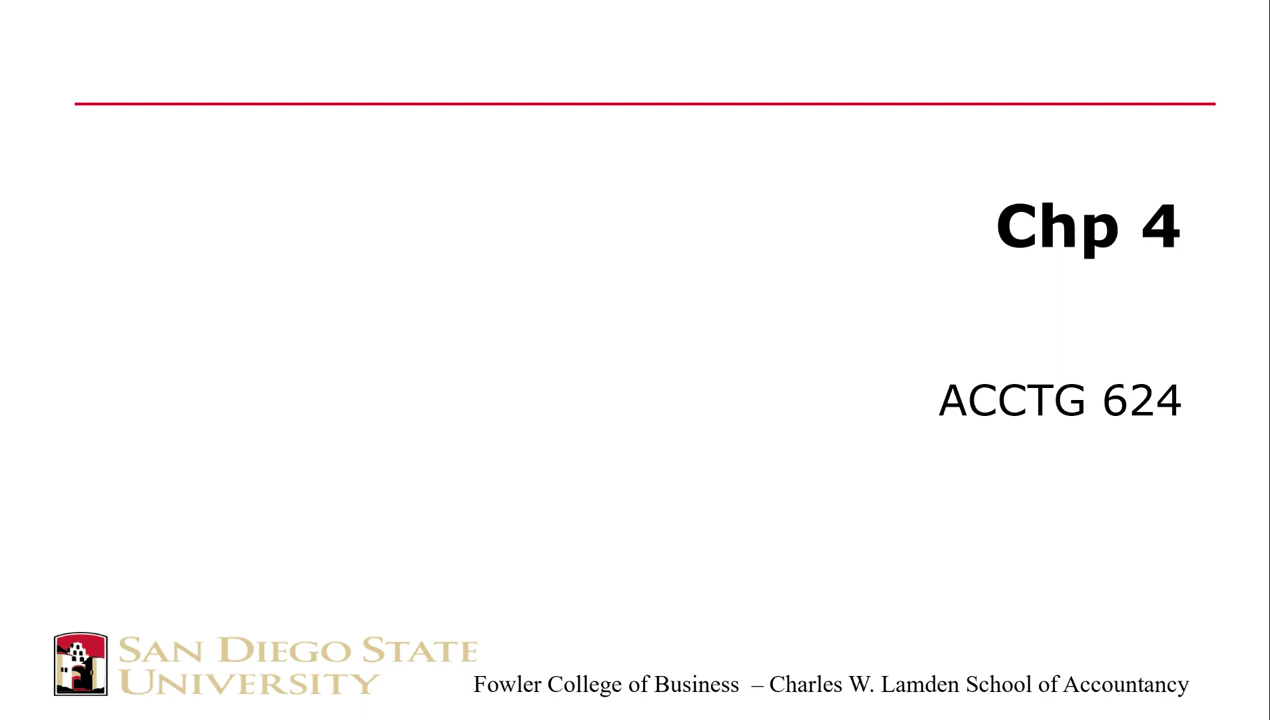 Chp 4
ACCTG 624
SAN DIEGO STATE
UNIVERSITY
Fowler College of Business – Charles W. Lamden School of Accountancy